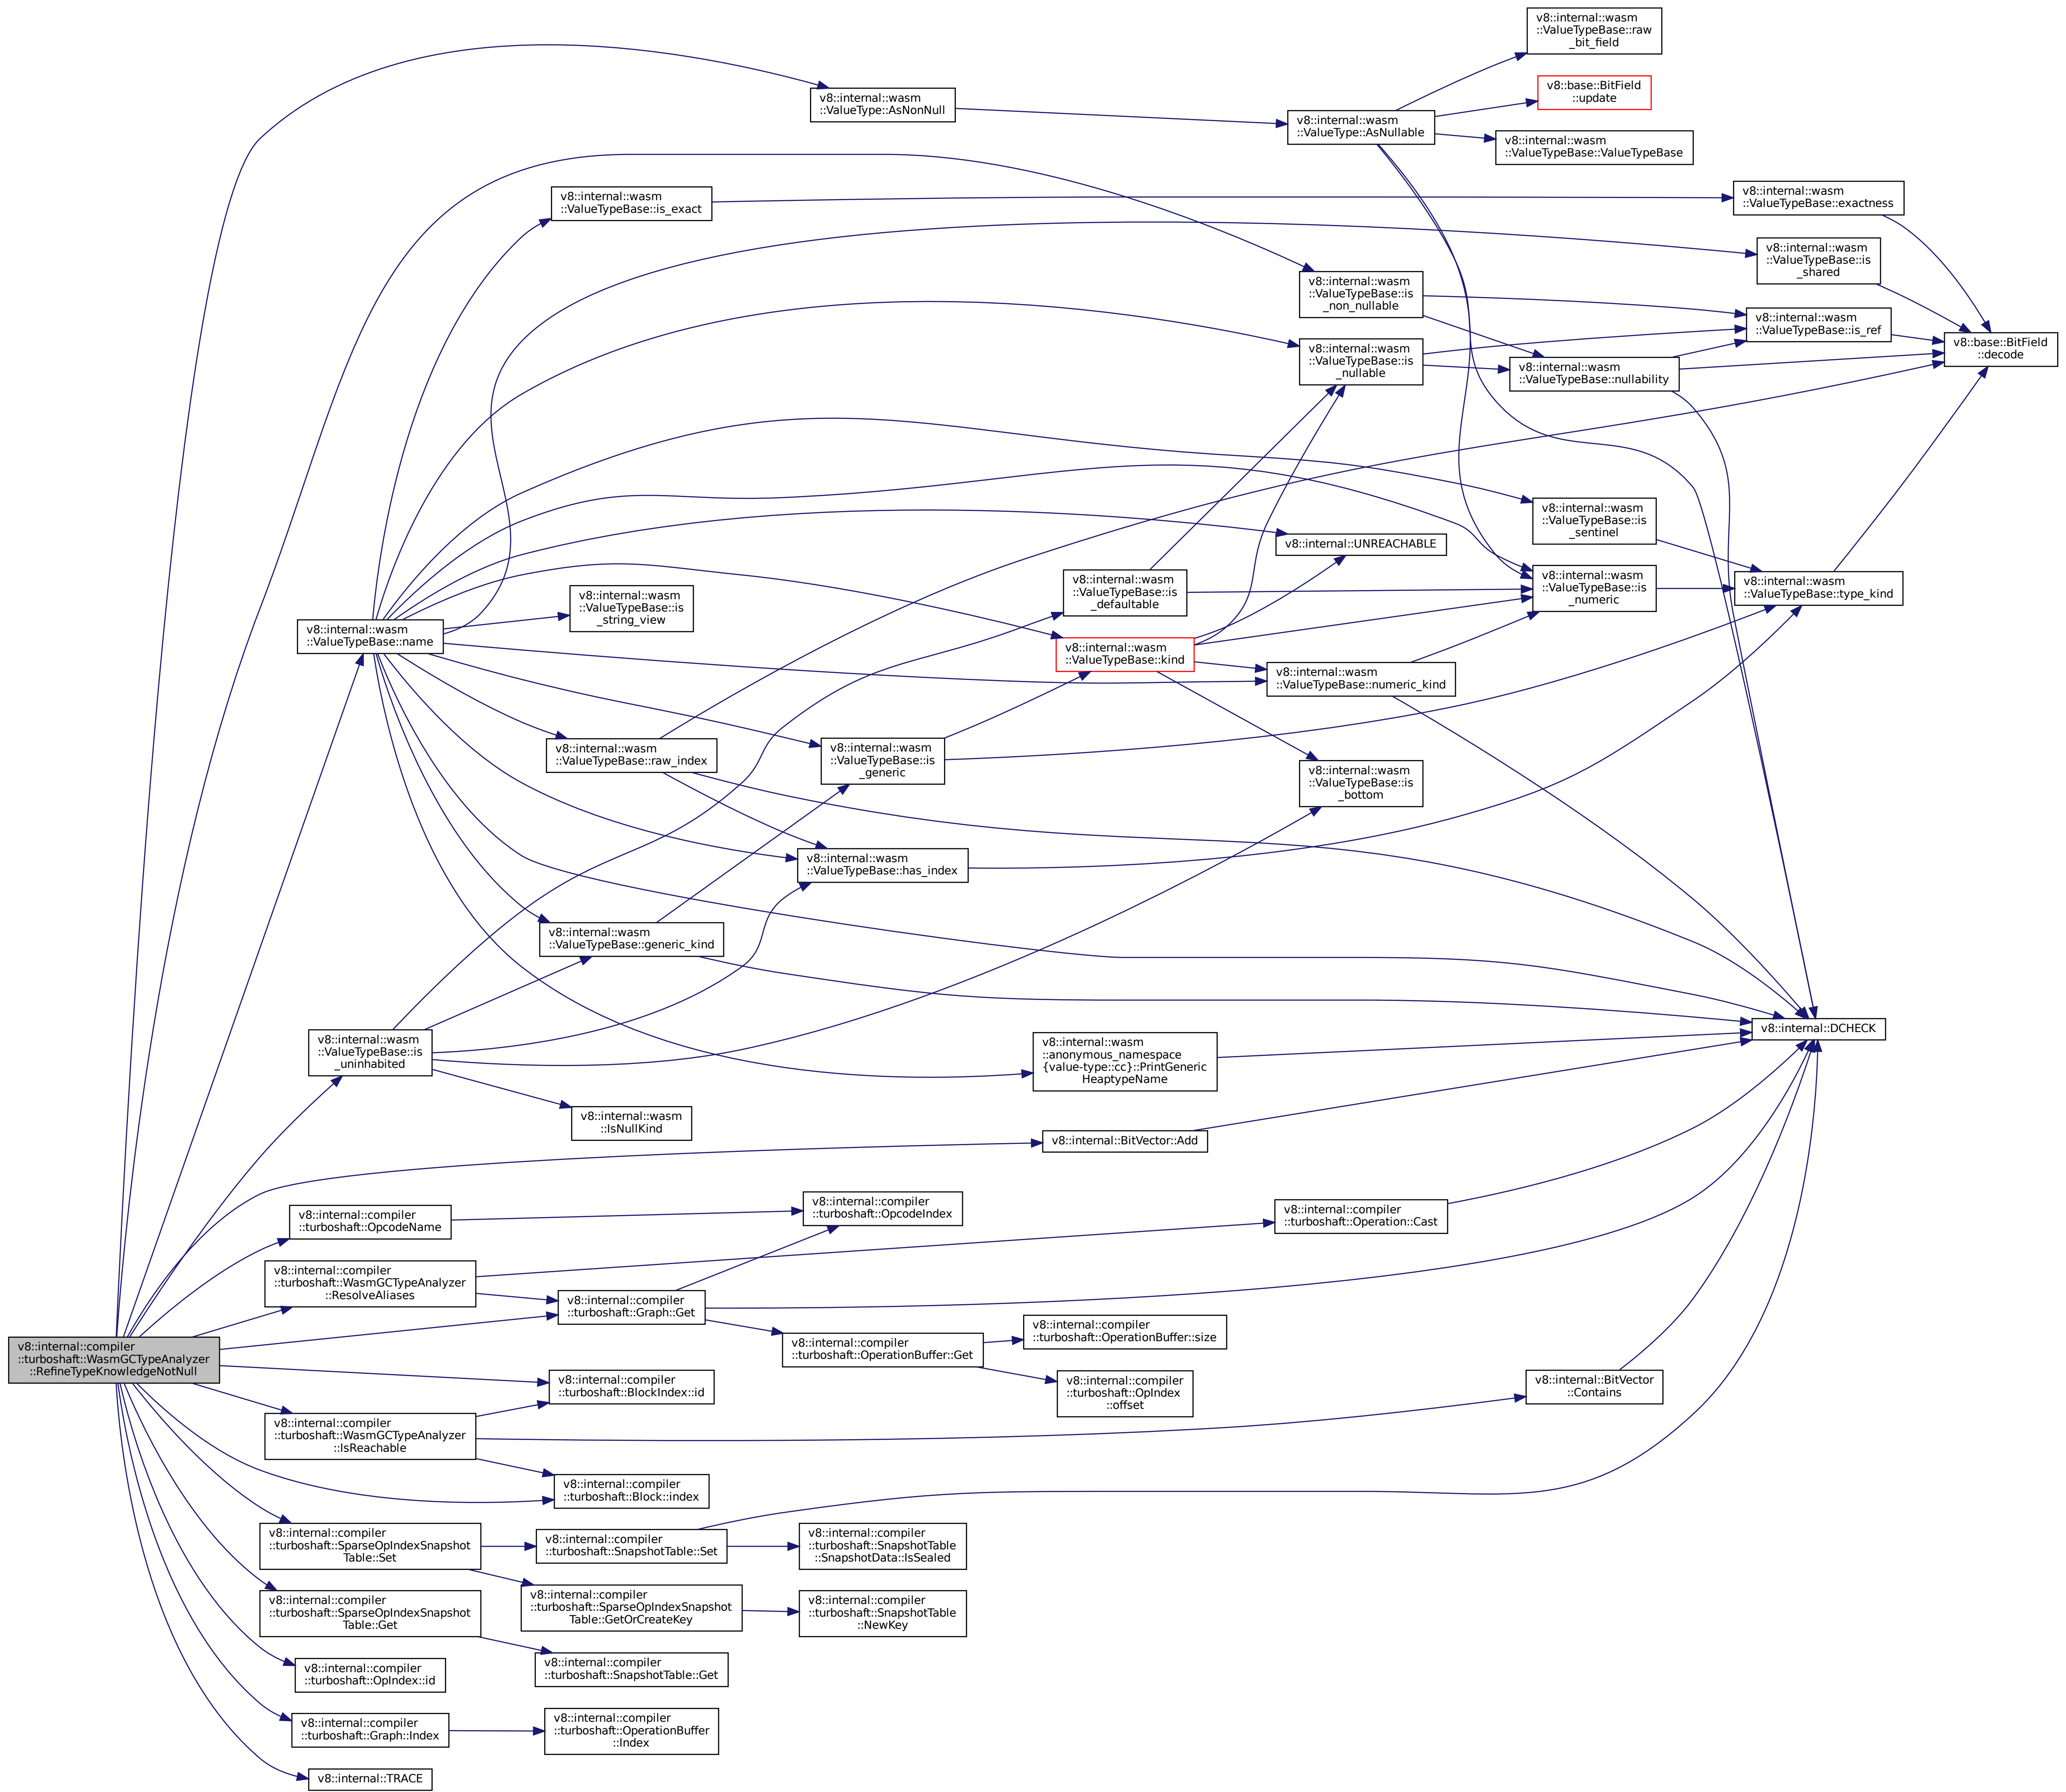 v8::internal::wasm
::ValueTypeBase::raw
_bit_field
v8::base::BitField
::update
v8::internal::wasm
::ValueType::AsNonNull
v8::internal::wasm
::ValueType::AsNullable
v8::internal::wasm
::ValueTypeBase::ValueTypeBase
v8::internal::wasm
::ValueTypeBase::is_exact
v8::internal::wasm
::ValueTypeBase::exactness
v8::internal::wasm
::ValueTypeBase::is
_shared
v8::internal::wasm
::ValueTypeBase::is
_non_nullable
v8::internal::wasm
::ValueTypeBase::is_ref
v8::base::BitField
::decode
v8::internal::wasm
::ValueTypeBase::is
_nullable
v8::internal::wasm
::ValueTypeBase::nullability
v8::internal::wasm
::ValueTypeBase::is
_sentinel
v8::internal::UNREACHABLE
v8::internal::wasm
::ValueTypeBase::is
_defaultable
v8::internal::wasm
::ValueTypeBase::is
_numeric
v8::internal::wasm
::ValueTypeBase::type_kind
v8::internal::wasm
::ValueTypeBase::is
_string_view
v8::internal::wasm
::ValueTypeBase::name
v8::internal::wasm
::ValueTypeBase::kind
v8::internal::wasm
::ValueTypeBase::numeric_kind
v8::internal::wasm
::ValueTypeBase::raw_index
v8::internal::wasm
::ValueTypeBase::is
_generic
v8::internal::wasm
::ValueTypeBase::is
_bottom
v8::internal::wasm
::ValueTypeBase::has_index
v8::internal::wasm
::ValueTypeBase::generic_kind
v8::internal::DCHECK
v8::internal::wasm
::ValueTypeBase::is
_uninhabited
v8::internal::wasm
::anonymous_namespace
{value-type::cc}::PrintGeneric
HeaptypeName
v8::internal::wasm
::IsNullKind
v8::internal::BitVector::Add
v8::internal::compiler
::turboshaft::OpcodeName
v8::internal::compiler
::turboshaft::OpcodeIndex
v8::internal::compiler
::turboshaft::Operation::Cast
v8::internal::compiler
::turboshaft::WasmGCTypeAnalyzer
::ResolveAliases
v8::internal::compiler
::turboshaft::Graph::Get
v8::internal::compiler
::turboshaft::OperationBuffer::size
v8::internal::compiler
::turboshaft::OperationBuffer::Get
v8::internal::compiler
::turboshaft::WasmGCTypeAnalyzer
::RefineTypeKnowledgeNotNull
v8::internal::compiler
::turboshaft::BlockIndex::id
v8::internal::compiler
::turboshaft::OpIndex
::offset
v8::internal::BitVector
::Contains
v8::internal::compiler
::turboshaft::WasmGCTypeAnalyzer
::IsReachable
v8::internal::compiler
::turboshaft::Block::index
v8::internal::compiler
::turboshaft::SparseOpIndexSnapshot
Table::Set
v8::internal::compiler
::turboshaft::SnapshotTable::Set
v8::internal::compiler
::turboshaft::SnapshotTable
::SnapshotData::IsSealed
v8::internal::compiler
::turboshaft::SparseOpIndexSnapshot
Table::GetOrCreateKey
v8::internal::compiler
::turboshaft::SnapshotTable
::NewKey
v8::internal::compiler
::turboshaft::SparseOpIndexSnapshot
Table::Get
v8::internal::compiler
::turboshaft::SnapshotTable::Get
v8::internal::compiler
::turboshaft::OpIndex::id
v8::internal::compiler
::turboshaft::Graph::Index
v8::internal::compiler
::turboshaft::OperationBuffer
::Index
v8::internal::TRACE